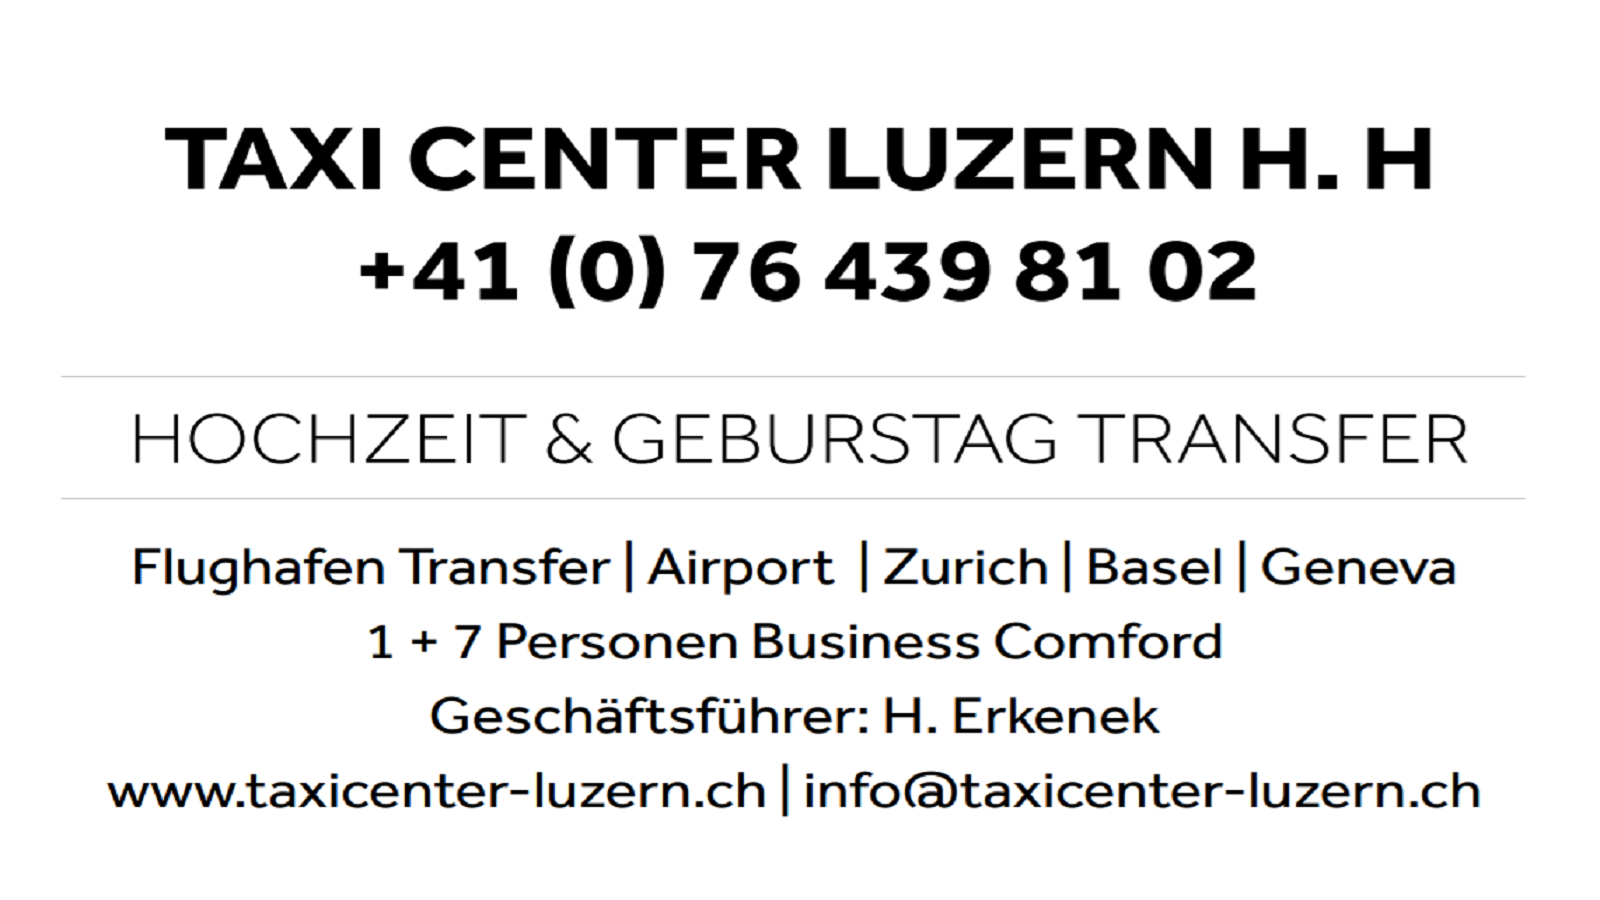 TAXI CENTER LUZERN H. H
+41 (0) 76 439 81 02
HOCHZEIT & GEBURSTAG TRANSFER
Flughafen Transfer | Airport | Zurich | Basel | Geneva
1 + 7 Personen Business Comford
Geschäftsführer: H. Erkenek
www.taxicenter-luzern.ch | info@taxicenter-luzern.ch